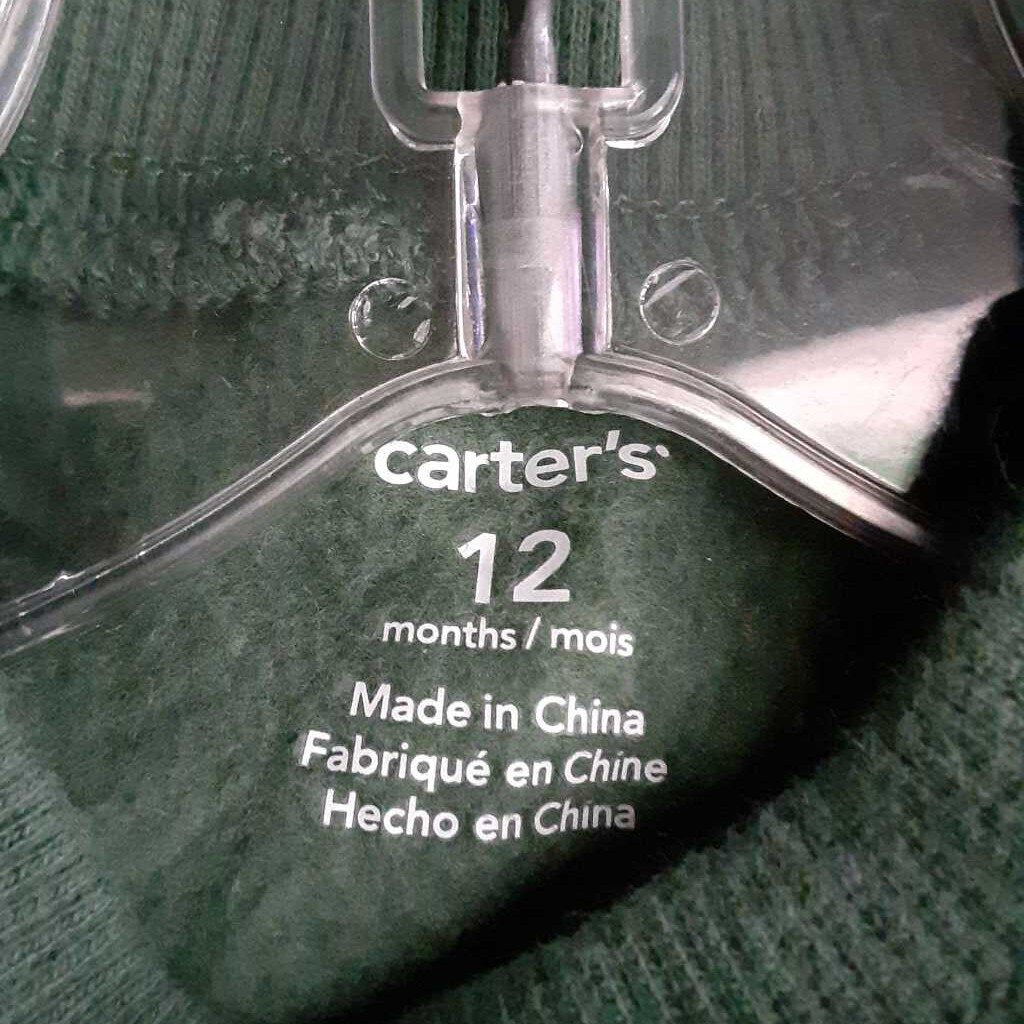 carter's
12
months / mois
Made in China
Fabriqué en Chine
Hecho en China